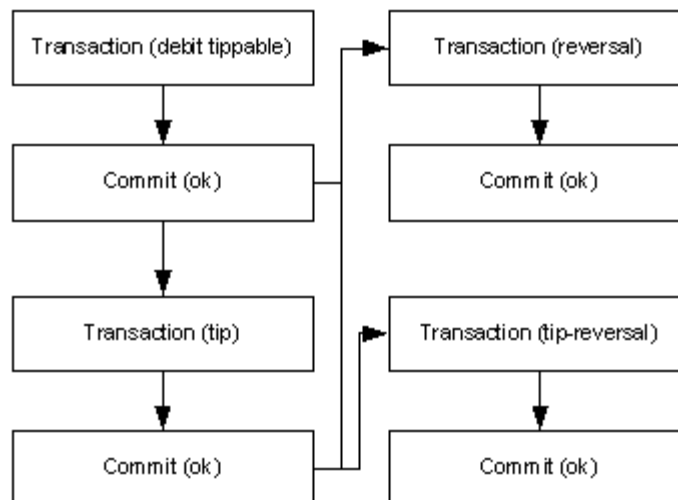 Transaction (debit tippable)
Transaction (reversal)
Commit (ok)
Commit (ok)
Transaction (tip)
Transaction (tip-reversal)
Commit (ok)
Commit (ok)